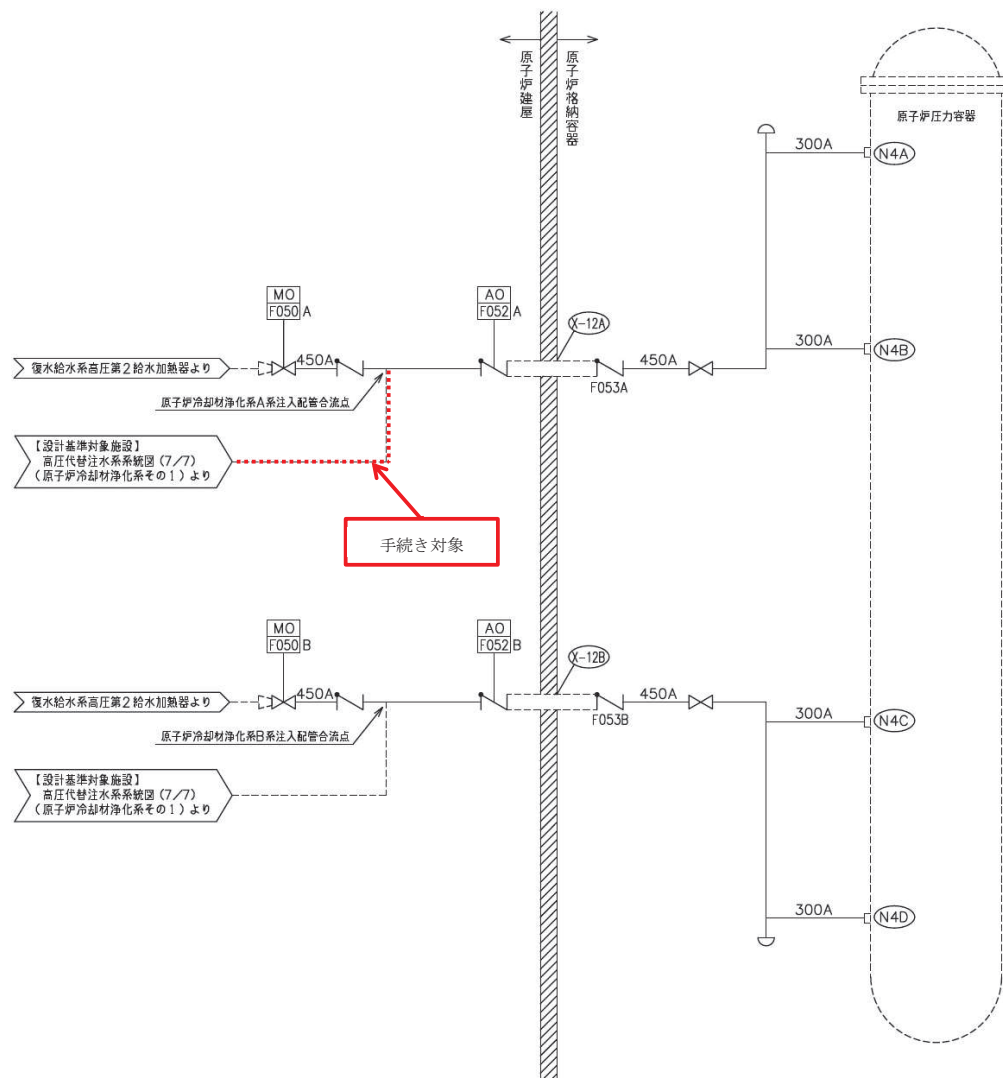 原子炉建屋
原子炉格納容器
原子炉圧力容器
300A
N4A
MO
F050 A
AO
F052 A
X-12A
300A
N4B
復水給水系高圧第2給水加熱器より
450A
450A
F053A
原子炉冷却材浄化系A系注入配管合流点
【設計基準対象施設】
高圧代替注水系系統図(7/7)
(原子炉冷却材浄化系その1)より
手続き対象
MO
F050 B
AO
F052 B
X-12B
復水給水系高圧第2給水加熱器より
450A
450A
F053B
300A
N4C
原子炉冷却材浄化系B系注入配管合流点
【設計基準対象施設】
高圧代替注水系系統図(7/7)
(原子炉冷却材浄化系その1)より
300A
N4D